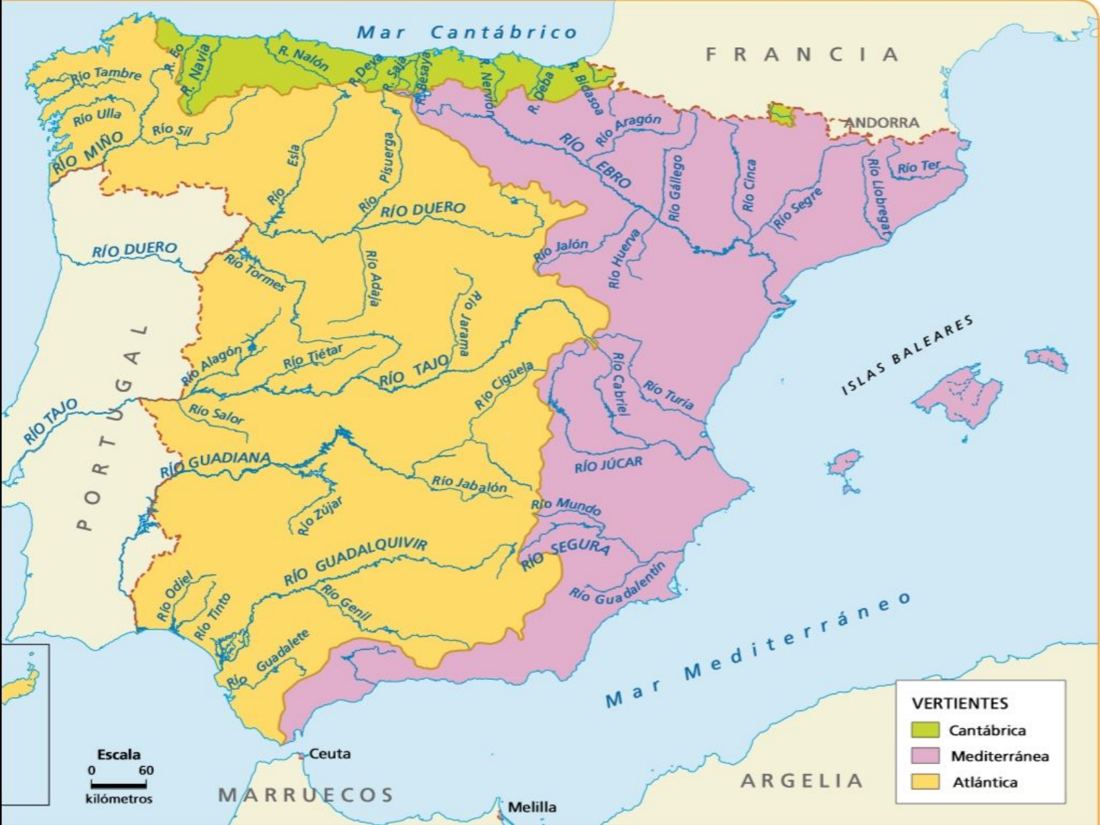 Mar Cantábrico
FRANCIA
ANDORRA
R. Eo
R. Navia
R. Nalón
R. Deva
R. Saja
R. Besaya
R. Nervión
R. Deba
R. Bidasoa
Río Tambre
Río Ulla
RÍO MIÑO
Río Sil
Río Esla
Río Pisuerga
RÍO DUERO
RÍO DUERO
RÍO EBRO
Río Aragón
Río Gállego
Río Cinca
Río Segre
Río Llobregat
Río Ter
Río Jalón
Río Huerva
Río Tormes
Río Adaja
Río Jarama
Río Alagón
Río Tiétar
RÍO TAJO
RÍO TAJO
Río Cigüela
Río Cabriel
Río Turia
Río Salor
RÍO GUADIANA
Río Jabalón
RÍO JÚCAR
Río Zújar
Río Mundo
RÍO SEGURA
Río Guadalentín
RÍO GUADALQUIVIR
Río Odiel
Río Tinto
Río Genil
Río Guadalete
PORTUGAL
ISLAS BALEARES
Mar Mediterráneo
Ceuta
Melilla
MARRUECOS
ARGELIA
Escala
0 60
kilómetros
VERTIENTES
Cantábrica
Mediterránea
Atlántica